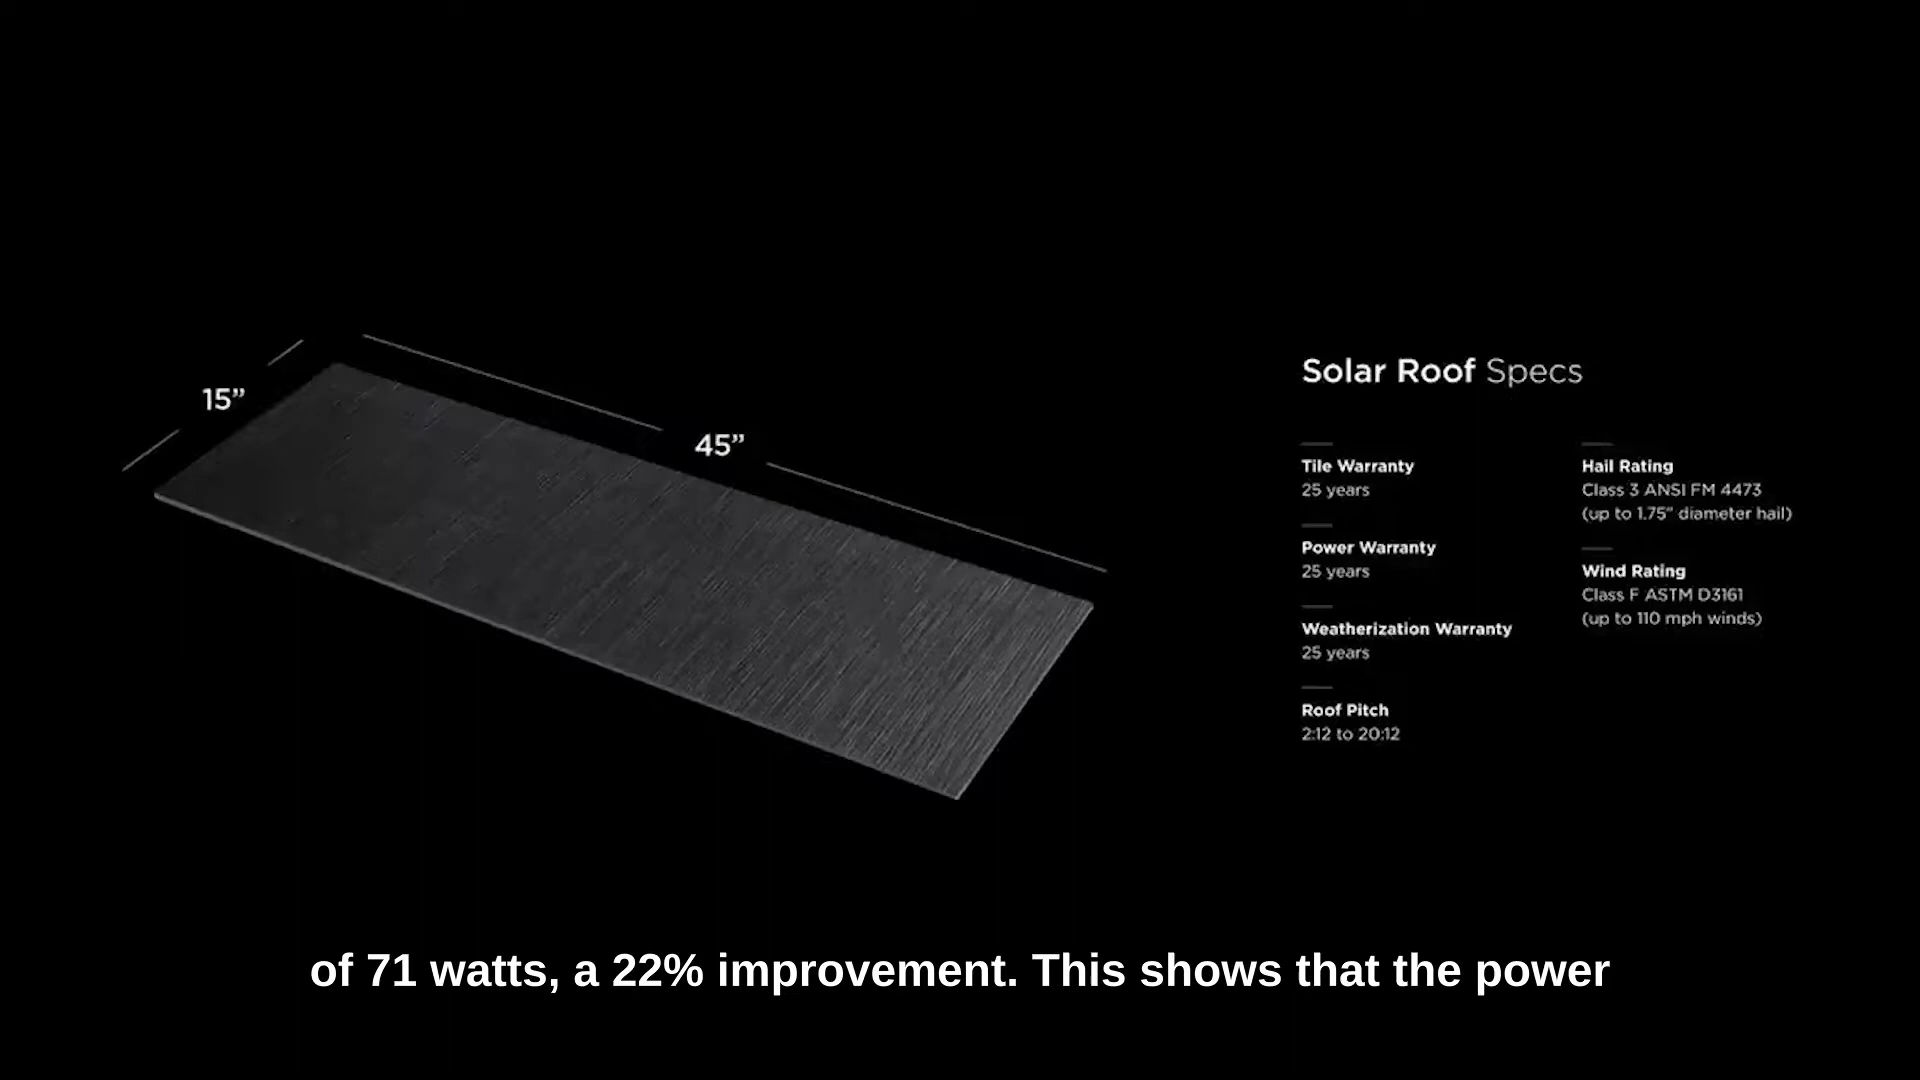 15”
45”
Solar Roof Specs
Tile Warranty
25 years
Power Warranty
25 years
Weatherization Warranty
25 years
Roof Pitch
2:12 to 20:12
Hail Rating
Class 3 ANSI FM 4473
(up to 1.75" diameter hail)
Wind Rating
Class F ASTM D3161
(up to 110 mph winds)
of 71 watts, a 22% improvement. This shows that the power